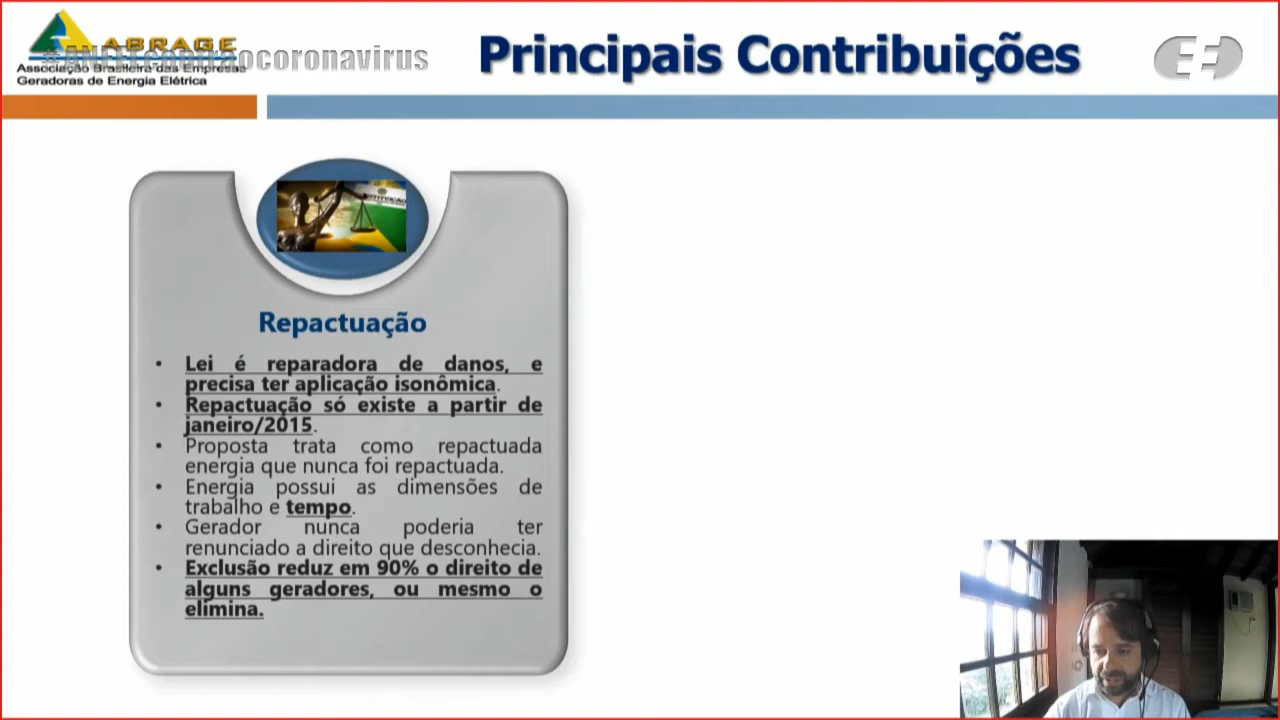 ABRAGE
#ANEELcontraocoronavirus
Associação Brasileira das Empresas
Geradoras de Energia Elétrica
Principais Contribuições
Repactuação
• Lei é reparadora de danos, e
precisa ter aplicação isonômica.
• Repactuação só existe a partir de
janeiro/2015.
• Proposta trata como repactuada
energia que nunca foi repactuada.
• Energia possui as dimensões de
trabalho e tempo.
• Gerador nunca poderia ter
renunciado a direito que desconhecia.
• Exclusão reduz em 90% o direito de
alguns geradores, ou mesmo o
elimina.